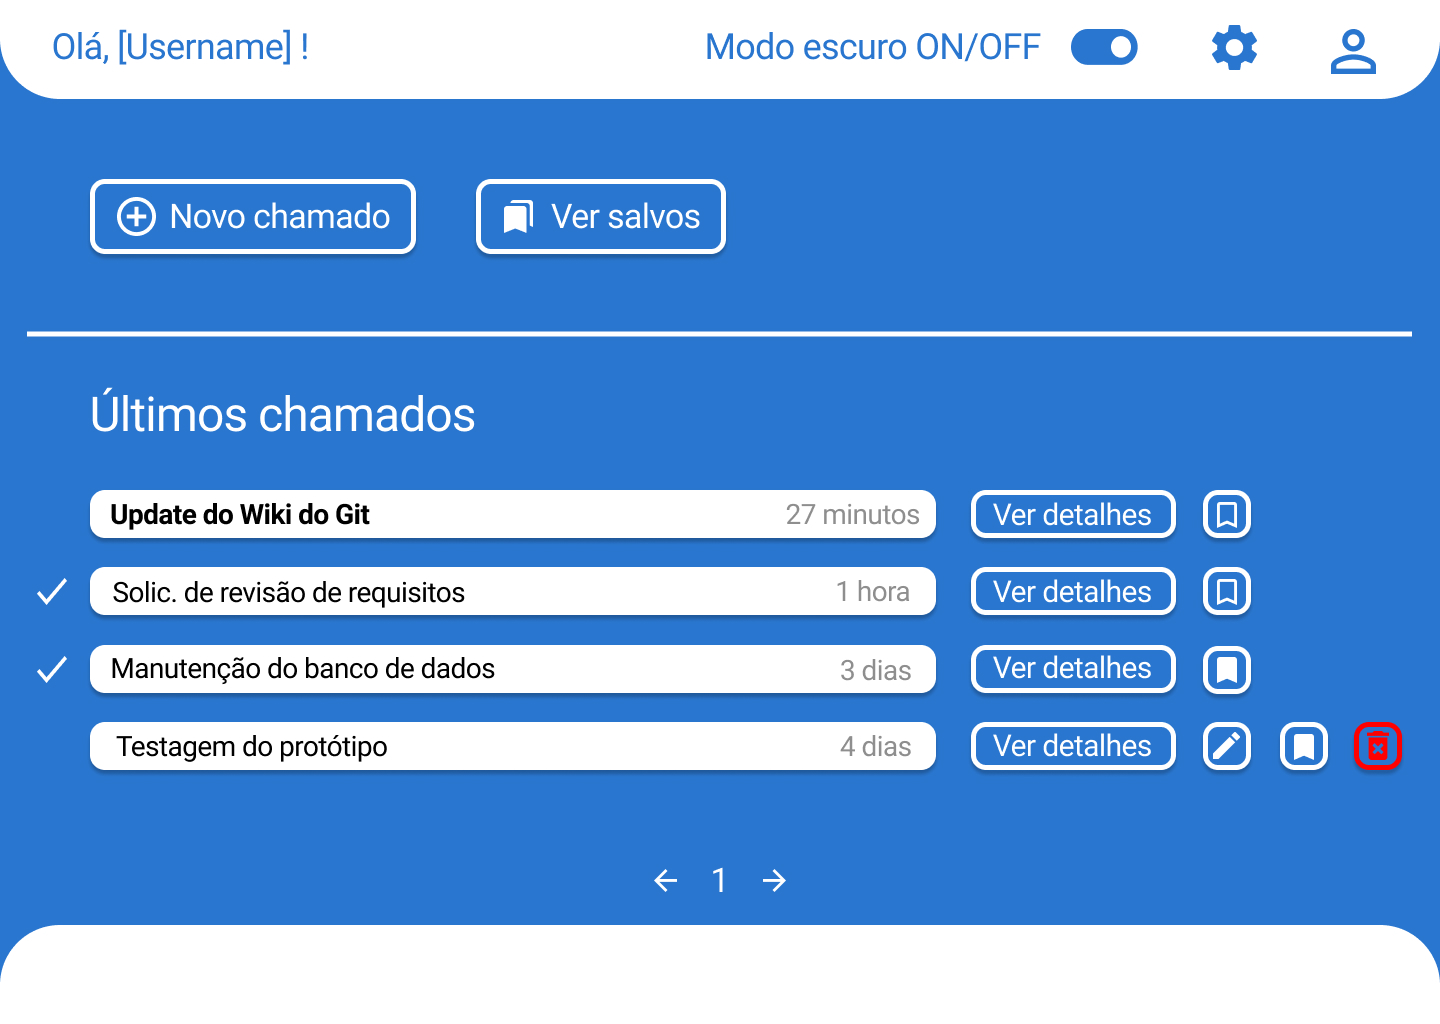 Olá, [Username] !
Modo escuro ON/OFF
Novo chamado
Ver salvos
Últimos chamados
Update do Wiki do Git 27 minutos Ver detalhes
Solic. de revisão de requisitos 1 hora Ver detalhes
Manutenção do banco de dados 3 dias Ver detalhes
Testagem do protótipo 4 dias Ver detalhes
1